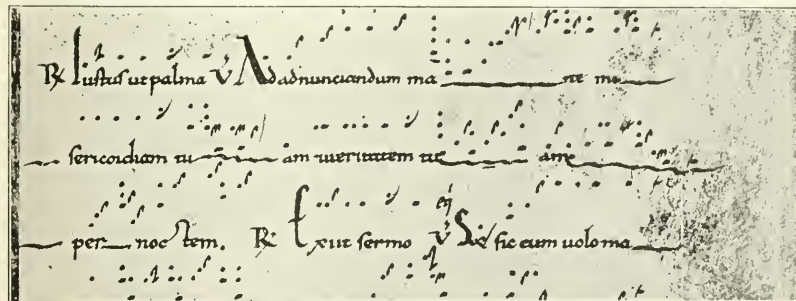 R Iustus ut palma V Ad adnunciandum ma ne mi
sericordiam tu am ueritatem tu am
per noctem. R Exiit sermo V Sic eum uolo ma